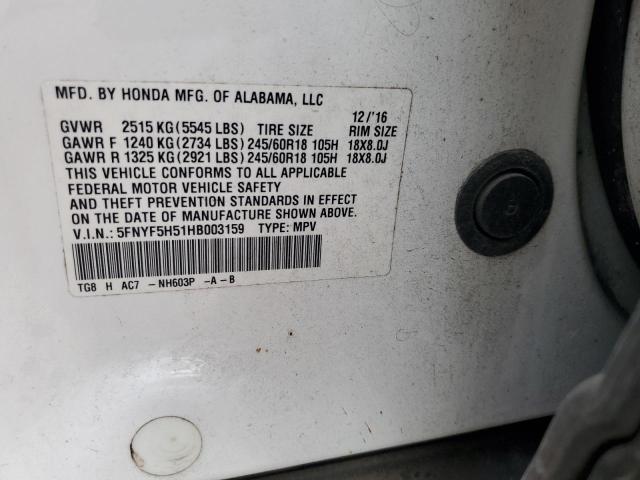 MFD. BY HONDA MFG. OF ALABAMA, LLC
12/'16
GVWR 2515 KG (5545 LBS) TIRE SIZE RIM SIZE
GAWR F 1240 KG (2734 LBS) 245/60R18 105H 18X8.0J
GAWR R 1325 KG (2921 LBS) 245/60R18 105H 18X8.0J
THIS VEHICLE CONFORMS TO ALL APPLICABLE
FEDERAL MOTOR VEHICLE SAFETY
AND THEFT PREVENTION STANDARDS IN EFFECT
ON THE DATE OF MANUFACTURE SHOWN ABOVE.
V.I.N.: 5FNYF5H51HB003159 TYPE: MPV
TG8 H AC7 - NH603P -A - B